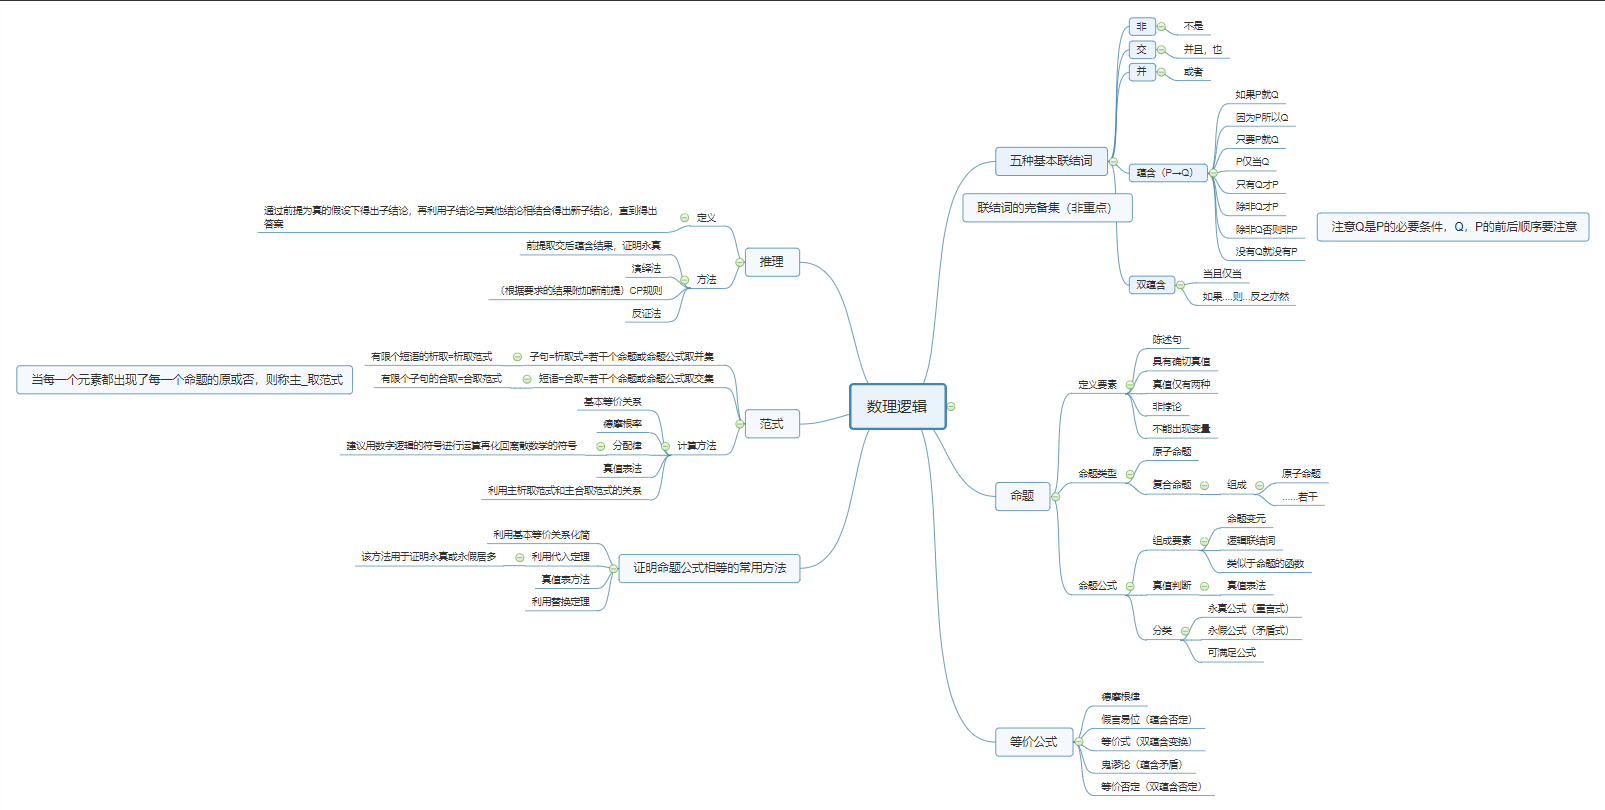 数理逻辑
五种基本联结词
非
不是
交
并且，也
并
或者
蕴含（P→Q）
如果P就Q
因为P所以Q
只要P就Q
P仅当Q
只有Q才P
除非Q才P
除非Q否则非P
没有Q就没有P
双蕴含
当且仅当
如果....则...反之亦然
联结词的完备集（非重点）
注意Q是P的必要条件，Q，P的前后顺序要注意
命题
定义要素
陈述句
具有确切真值
真值仅有两种
非悖论
不能出现变量
命题类型
原子命题
复合命题
组成
原子命题
......若干
命题公式
组成要素
命题变元
逻辑联结词
类似于命题的函数
真值判断
真值表法
分类
永真公式（重言式）
永假公式（矛盾式）
可满足公式
等价公式
德摩根律
假言易位（蕴含否定）
等价式（双蕴含变换）
鬼谬论（蕴含矛盾）
等价否定（双蕴含否定）
推理
定义
通过前提为真的假设下得出子结论，再利用子结论与其他结论相结合得出新子结论，直到得出
答案
方法
前提取交后蕴含结果，证明永真
演绎法
（根据要求的结果附加新前提）CP规则
反证法
范式
子句=析取式=若干个命题或命题公式取并集
有限个短语的析取=析取范式
短语=合取=若干个命题或命题公式取交集
有限个子句的合取=合取范式
计算方法
基本等价关系
德摩根率
分配律
建议用数字逻辑的符号进行运算再化回离散数学的符号
真值表法
利用主析取范式和主合取范式的关系
当每一个元素都出现了每一个命题的原或否，则称主_取范式
证明命题公式相等的常用方法
利用基本等价关系化简
利用代入定理
该方法用于证明永真或永假居多
真值表方法
利用替换定理